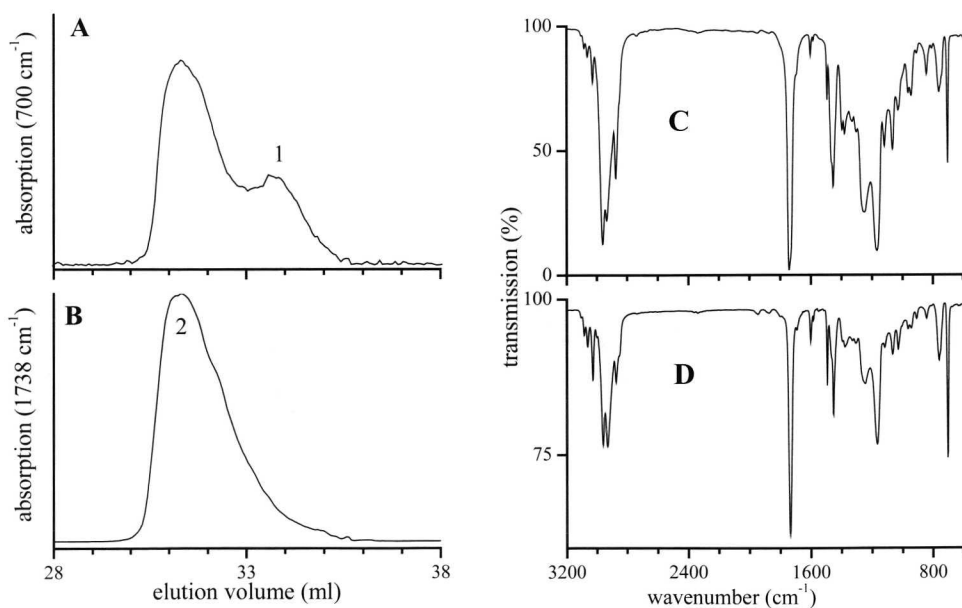 A
absorption (700 cm⁻¹)
1
B
absorption (1738 cm⁻¹)
2
28 33 38
elution volume (ml)
100
50
0
C
transmission (%)
100
75
D
3200 2400 1600 800
wavenumber (cm⁻¹)